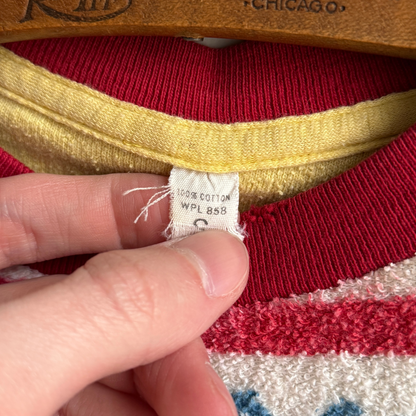 ·CHICAGO·
100% COTTON
WPL 858
S